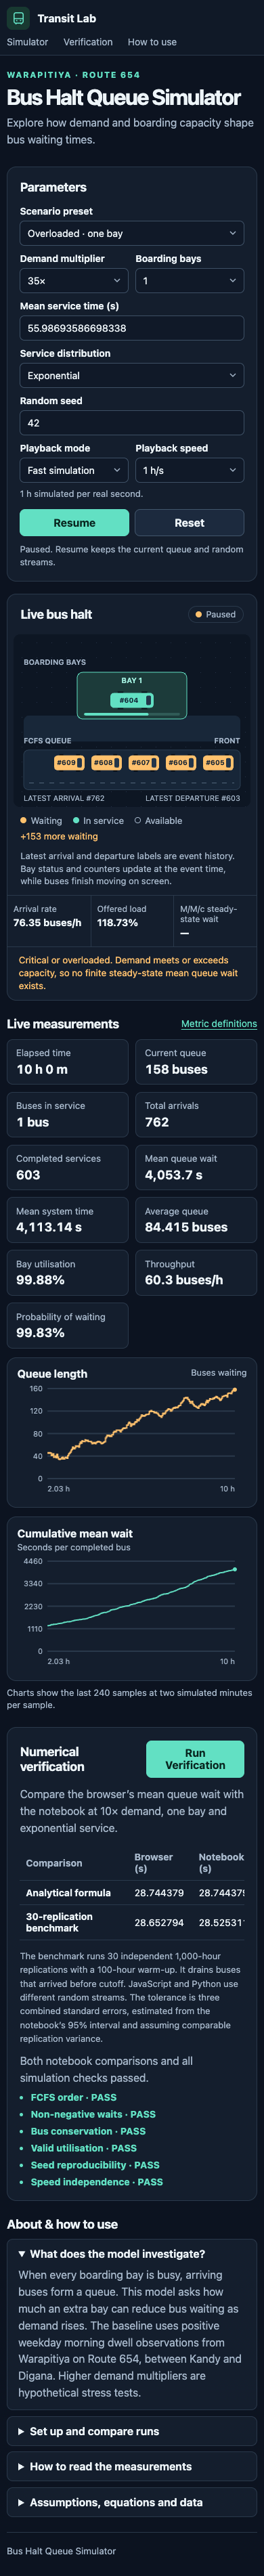 Transit Lab
Simulator Verification How to use
WARAPITIYA · ROUTE 654
Bus Halt Queue Simulator
Explore how demand and boarding capacity shape
bus waiting times.
Parameters
Scenario preset
Overloaded · one bay
Demand multiplier Boarding bays
35× 1
Mean service time (s)
55.98693586698338
Service distribution
Exponential
Random seed
42
Playback mode Playback speed
Fast simulation 1 h/s
1 h simulated per real second.
Resume Reset
Paused. Resume keeps the current queue and random
streams.
Live bus halt Paused
BOARDING BAYS
BAY 1
#604
FCFS QUEUE FRONT
#609 #608 #607 #606 #605
LATEST ARRIVAL #762 LATEST DEPARTURE #603
Waiting In service Available
+153 more waiting
Latest arrival and departure labels are event history.
Bay status and counters update at the event time,
while buses finish moving on screen.
Arrival rate
76.35 buses/h
Offered load
118.73%
M/M/c steady-
state wait
—
Critical or overloaded. Demand meets or exceeds
capacity, so no finite steady-state mean queue wait
exists.
Live measurements Metric definitions
Elapsed time
10 h 0 m
Current queue
158 buses
Buses in service
1 bus
Total arrivals
762
Completed services
603
Mean queue wait
4,053.7 s
Mean system time
4,113.14 s
Average queue
84.415 buses
Bay utilisation
99.88%
Throughput
60.3 buses/h
Probability of waiting
99.83%
Queue length Buses waiting
160
120
80
40
0
2.03 h 10 h
Cumulative mean wait
Seconds per completed bus
4460
3340
2230
1110
0
2.03 h 10 h
Charts show the last 240 samples at two simulated minutes
per sample.
Numerical
verification
Run
Verification
Compare the browser's mean queue wait with
the notebook at 10× demand, one bay and
exponential service.
Comparison Browser (s) Notebook (s)
Analytical formula 28.744379 28.744379
30-replication
benchmark 28.652794 28.52531
The benchmark runs 30 independent 1,000-hour
replications with a 100-hour warm-up. It drains buses
that arrived before cutoff. JavaScript and Python use
different random streams. The tolerance is three
combined standard errors, estimated from the
notebook's 95% interval and assuming comparable
replication variance.
Both notebook comparisons and all
simulation checks passed.
• FCFS order · PASS
• Non-negative waits · PASS
• Bus conservation · PASS
• Valid utilisation · PASS
• Seed reproducibility · PASS
• Speed independence · PASS
About & how to use
▼ What does the model investigate?
When every boarding bay is busy, arriving
buses form a queue. This model asks how
much an extra bay can reduce bus waiting as
demand rises. The baseline uses positive
weekday morning dwell observations from
Warapitiya on Route 654, between Kandy and
Digana. Higher demand multipliers are
hypothetical stress tests.
▶ Set up and compare runs
▶ How to read the measurements
▶ Assumptions, equations and data
Bus Halt Queue Simulator